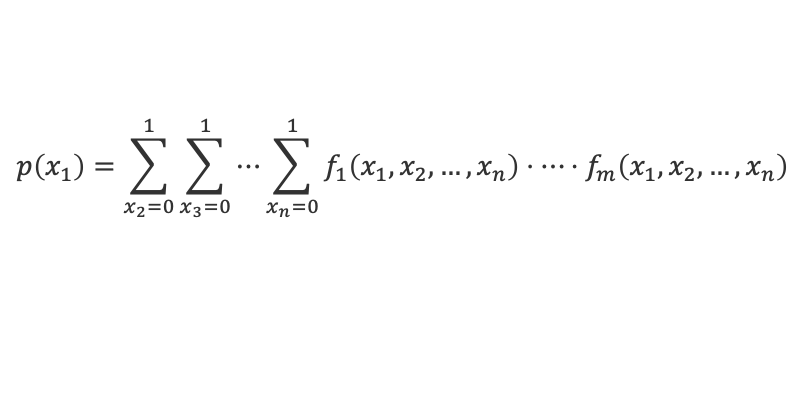 p(x₁) = ∑_{x₂=0}^{1} ∑_{x₃=0}^{1} ⋯ ∑_{xₙ=0}^{1} f₁(x₁, x₂, … , xₙ) ∙ ⋯ ∙ fₘ(x₁, x₂, … , xₙ)